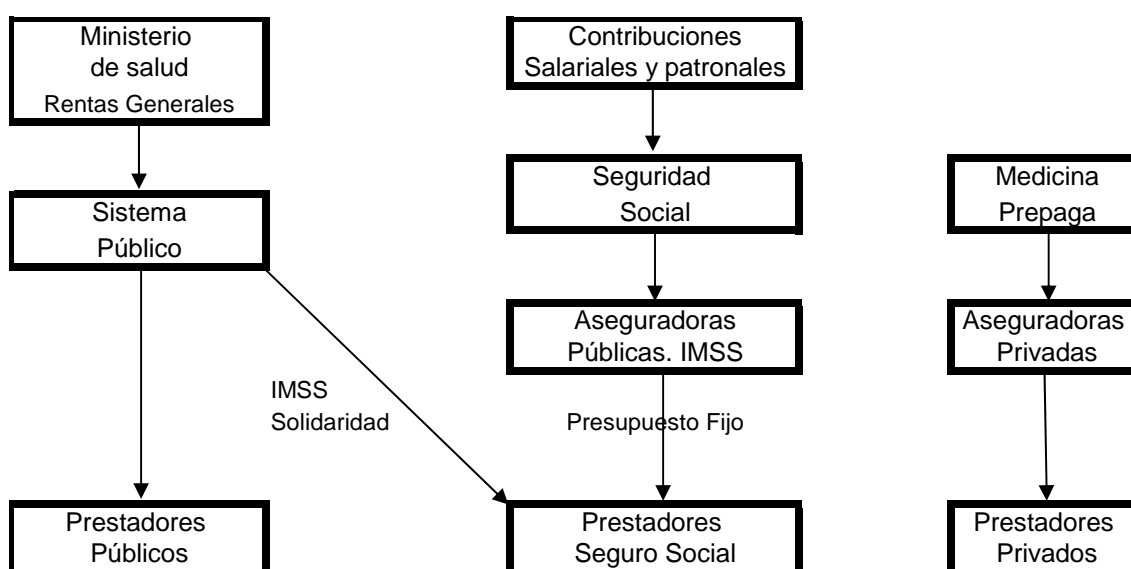 Ministerio
de salud
Rentas Generales
Contribuciones
Salariales y patronales
Sistema
Público
Seguridad
Social
Medicina
Prepaga
Aseguradoras
Públicas. IMSS
Aseguradoras
Privadas
IMSS
Solidaridad
Presupuesto Fijo
Prestadores
Públicos
Prestadores
Seguro Social
Prestadores
Privados